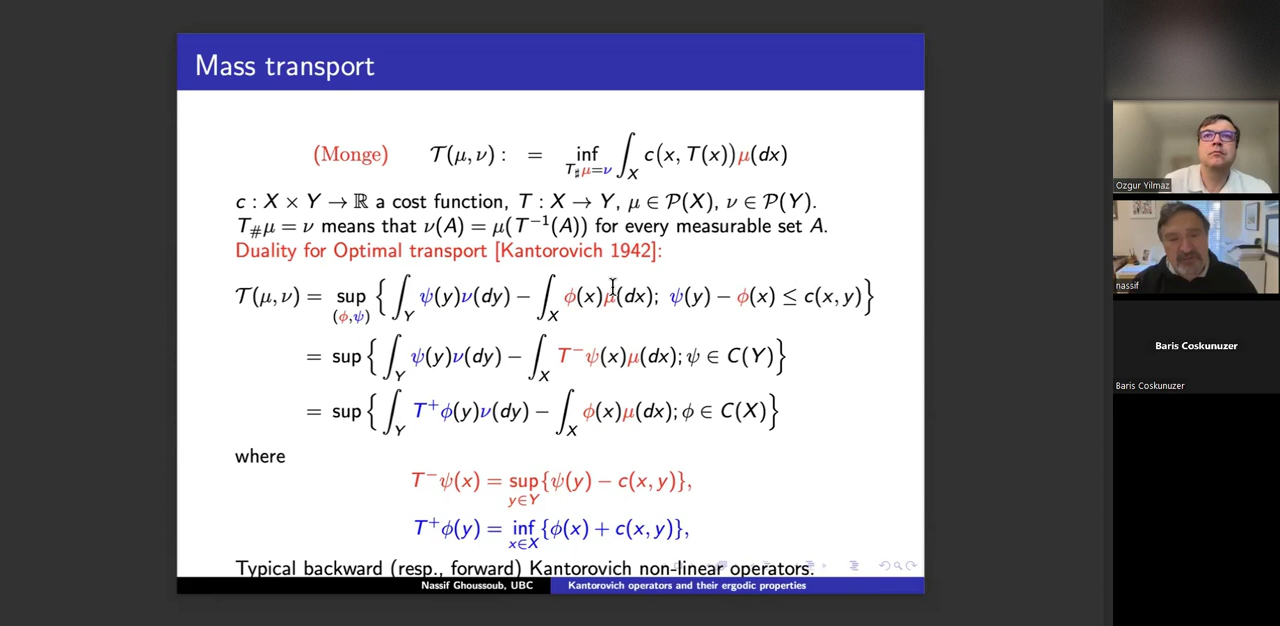 Mass transport
(Monge) 𝒯(μ, ν) : = inf_{T_♯μ=ν} ∫_X c(x, T(x))μ(dx)
c : X × Y → ℝ a cost function, T : X → Y, μ ∈ 𝒫(X), ν ∈ 𝒫(Y).
T_#μ = ν means that ν(A) = μ(T⁻¹(A)) for every measurable set A.
Duality for Optimal transport [Kantorovich 1942]:
𝒯(μ, ν) = sup_{(ϕ,ψ)} { ∫_Y ψ(y)ν(dy) − ∫_X ϕ(x)μ(dx); ψ(y) − ϕ(x) ≤ c(x, y) }
= sup { ∫_Y ψ(y)ν(dy) − ∫_X T⁻ψ(x)μ(dx); ψ ∈ C(Y) }
= sup { ∫_Y T⁺ϕ(y)ν(dy) − ∫_X ϕ(x)μ(dx); ϕ ∈ C(X) }
where
T⁻ψ(x) = sup_{y∈Y} {ψ(y) − c(x, y)},
T⁺ϕ(y) = inf_{x∈X} {ϕ(x) + c(x, y)},
Typical backward (resp., forward) Kantorovich non-linear operators.
Nassif Ghoussoub, UBC Kantorovich operators and their ergodic properties
Ozgur Yilmaz
nassif
Baris Coskunuzer
Baris Coskunuzer